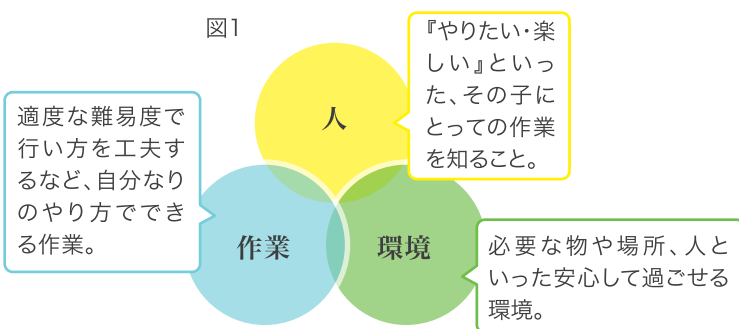 図1
『やりたい・楽
しい』といっ
た、その子に
とっての作業
を知ること。
人
適度な難易度で
行い方を工夫す
るなど、自分なり
のやり方ででき
る作業。
作業
環境
必要な物や場所、人と
いった安心して過ごせる
環境。